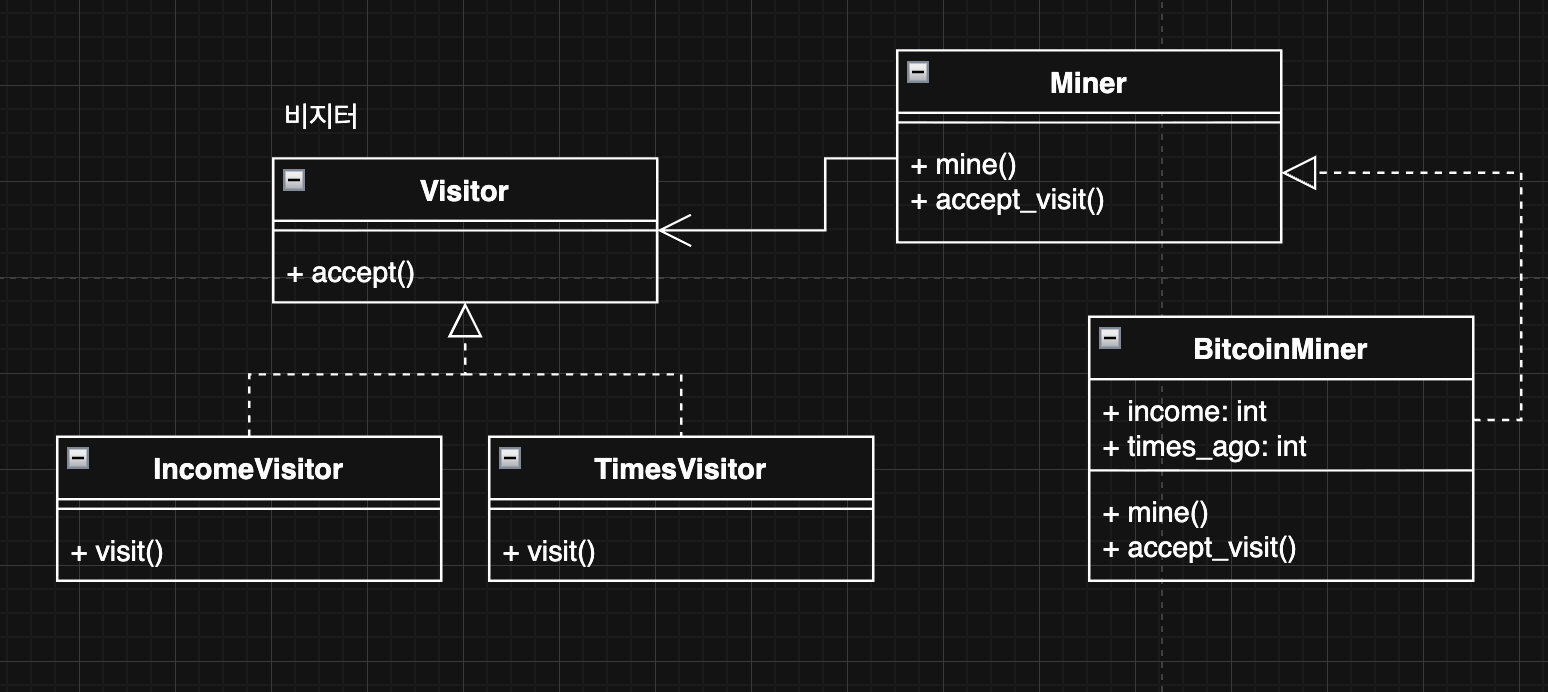 비지터
Visitor
+ accept()
IncomeVisitor
+ visit()
TimesVisitor
+ visit()
Miner
+ mine()
+ accept_visit()
BitcoinMiner
+ income: int
+ times_ago: int
+ mine()
+ accept_visit()